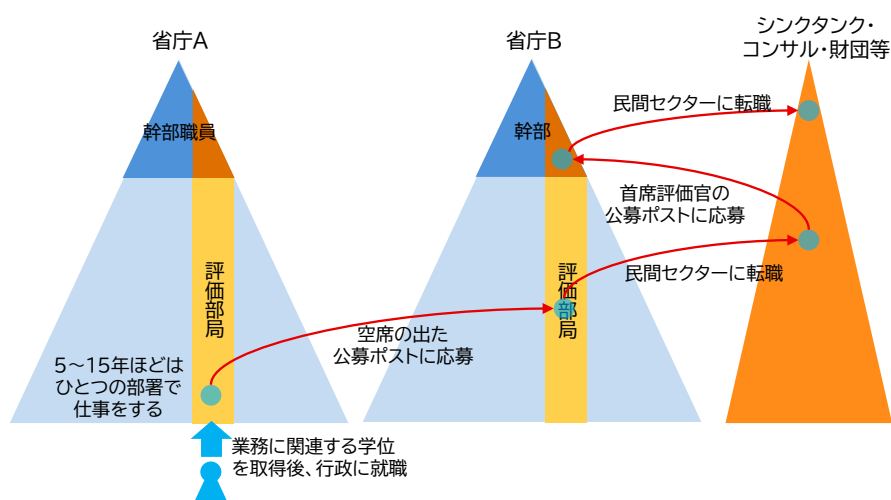 省庁A
省庁B
シンクタンク・
コンサル・財団等
幹部職員
幹部
民間セクターに転職
首席評価官の
公募ポストに応募
民間セクターに転職
評価部局
評価部局
空席の出た
公募ポストに応募
5～15年ほどは
ひとつの部署で
仕事をする
業務に関連する学位
を取得後、行政に就職